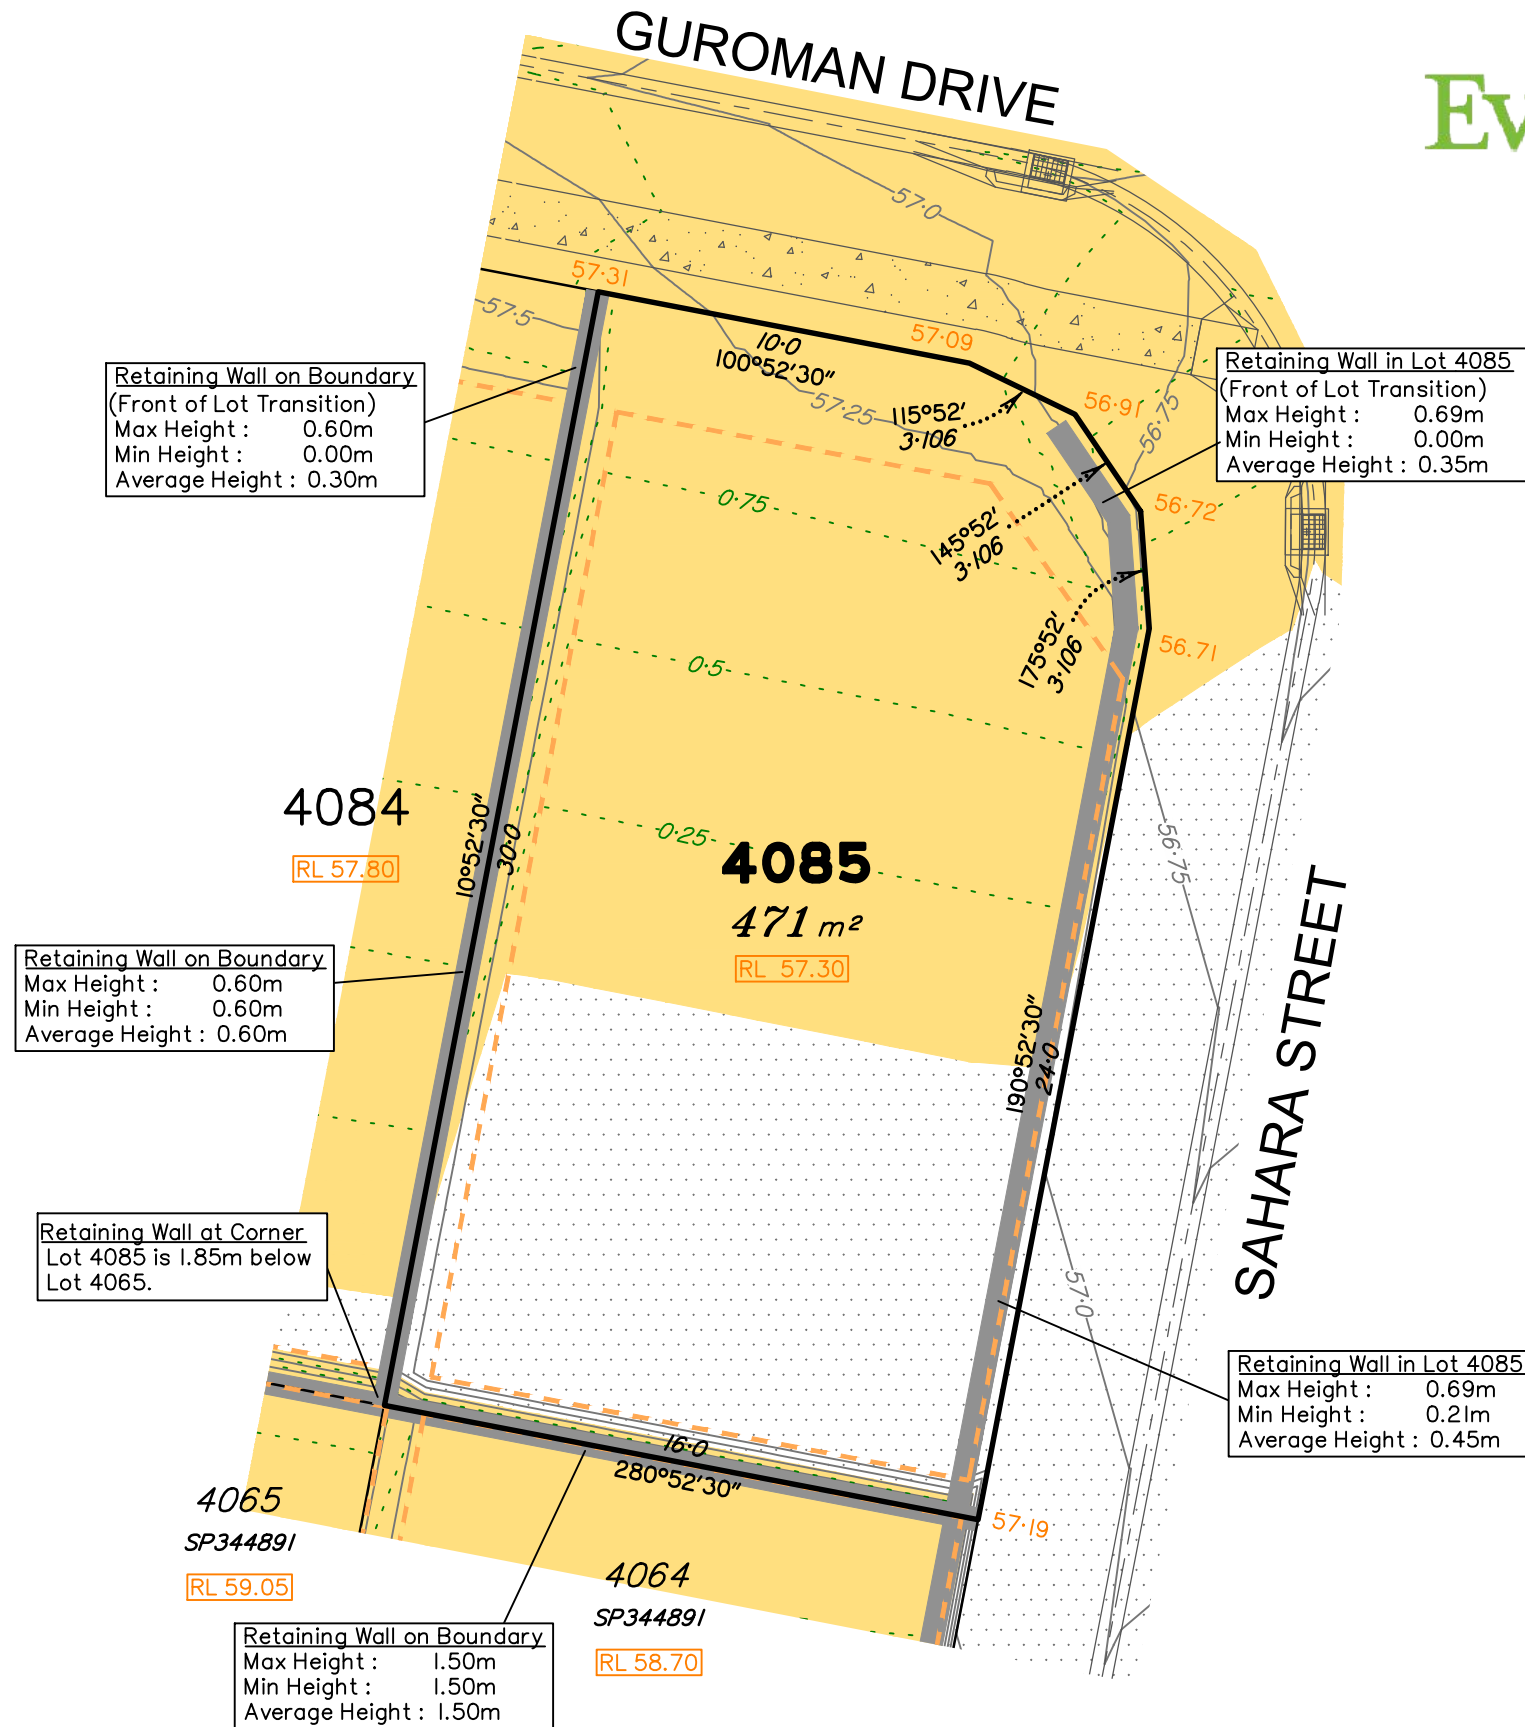 GUROMAN DRIVE
Ev
57·0
57·31
57·5
57·09
10·0
100°52'30"
Retaining Wall on Boundary
(Front of Lot Transition)
Max Height : 0.60m
Min Height : 0.00m
Average Height : 0.30m
Retaining Wall in Lot 4085
(Front of Lot Transition)
Max Height : 0.69m
Min Height : 0.00m
Average Height : 0.35m
57·25
115°52'
3·106
56·91
56·75
0·75
145°52'
3·106
56·72
175°52'
3·106
56.71
0·5
4084
RL 57.80
10°52'30"
30·0
0·25
4085
471 m²
RL 57.30
56·75
SAHARA STREET
Retaining Wall on Boundary
Max Height : 0.60m
Min Height : 0.60m
Average Height : 0.60m
190°52'30"
24·0
Retaining Wall at Corner
Lot 4085 is 1.85m below
Lot 4065.
57·0
Retaining Wall in Lot 4085
Max Height : 0.69m
Min Height : 0.21m
Average Height : 0.45m
16·0
280°52'30"
57·19
4065
SP344891
RL 59.05
4064
SP344891
RL 58.70
Retaining Wall on Boundary
Max Height : 1.50m
Min Height : 1.50m
Average Height : 1.50m